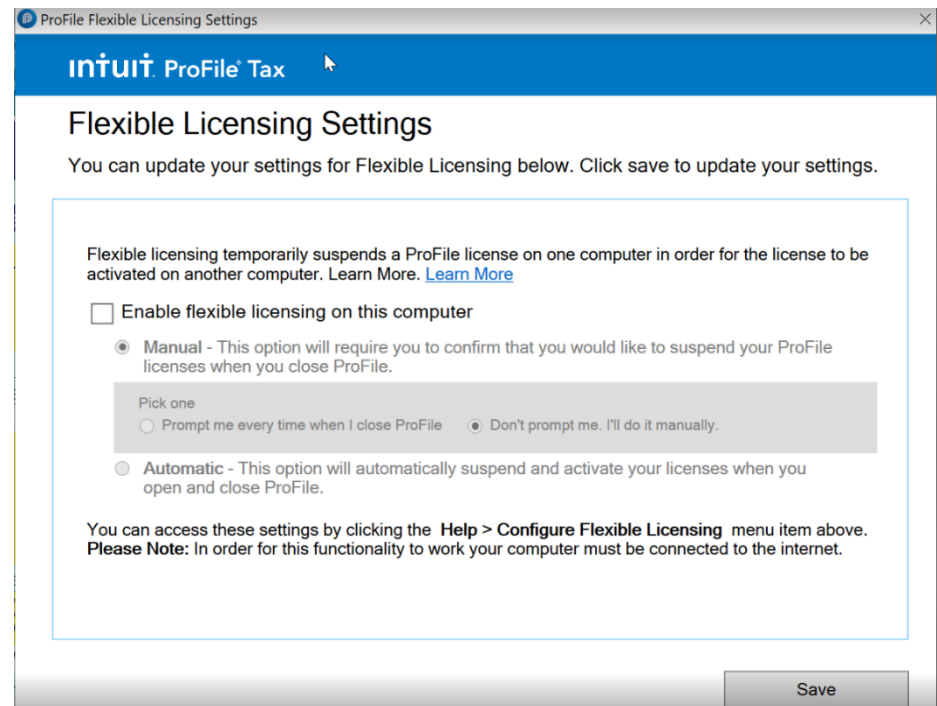 ProFile Flexible Licensing Settings
ıntuıt. ProFile® Tax
Flexible Licensing Settings
You can update your settings for Flexible Licensing below. Click save to update your settings.
Flexible licensing temporarily suspends a ProFile license on one computer in order for the license to be
activated on another computer. Learn More. Learn More
Enable flexible licensing on this computer
Manual - This option will require you to confirm that you would like to suspend your ProFile
licenses when you close ProFile.
Pick one
Prompt me every time when I close ProFile Don't prompt me. I'll do it manually.
Automatic - This option will automatically suspend and activate your licenses when you
open and close ProFile.
You can access these settings by clicking the Help > Configure Flexible Licensing menu item above.
Please Note: In order for this functionality to work your computer must be connected to the internet.
Save